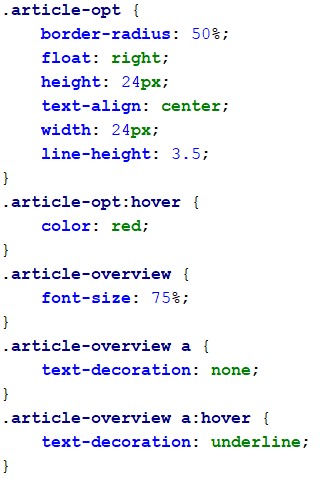 .article-opt {
    border-radius: 50%;
    float: right;
    height: 24px;
    text-align: center;
    width: 24px;
    line-height: 3.5;
}
.article-opt:hover {
    color: red;
}
.article-overview {
    font-size: 75%;
}
.article-overview a {
    text-decoration: none;
}
.article-overview a:hover {
    text-decoration: underline;
}